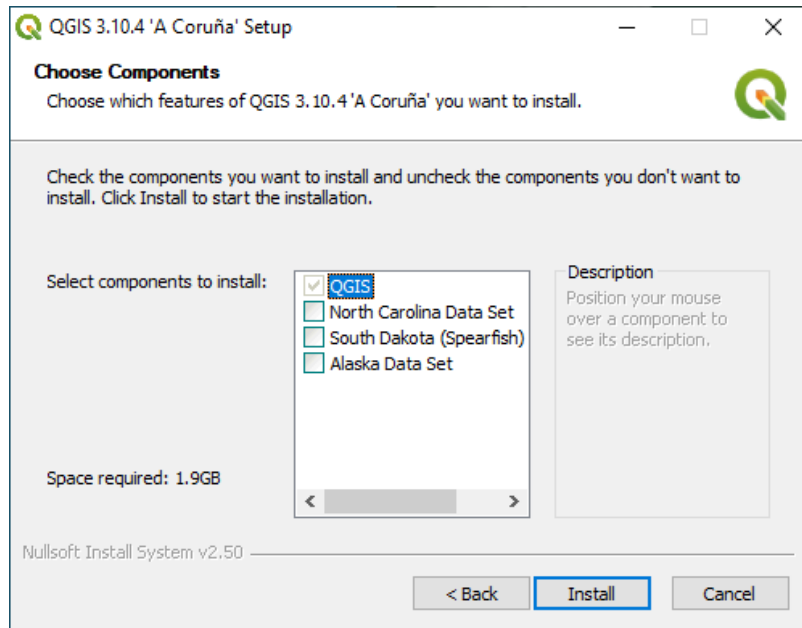 QGIS 3.10.4 'A Coruña' Setup
Choose Components
Choose which features of QGIS 3.10.4 'A Coruña' you want to install.
Check the components you want to install and uncheck the components you don't want to
install. Click Install to start the installation.
Select components to install:
QGIS
North Carolina Data Set
South Dakota (Spearfish)
Alaska Data Set
Description
Position your mouse
over a component to
see its description.
Space required: 1.9GB
Nullsoft Install System v2.50
< Back
Install
Cancel